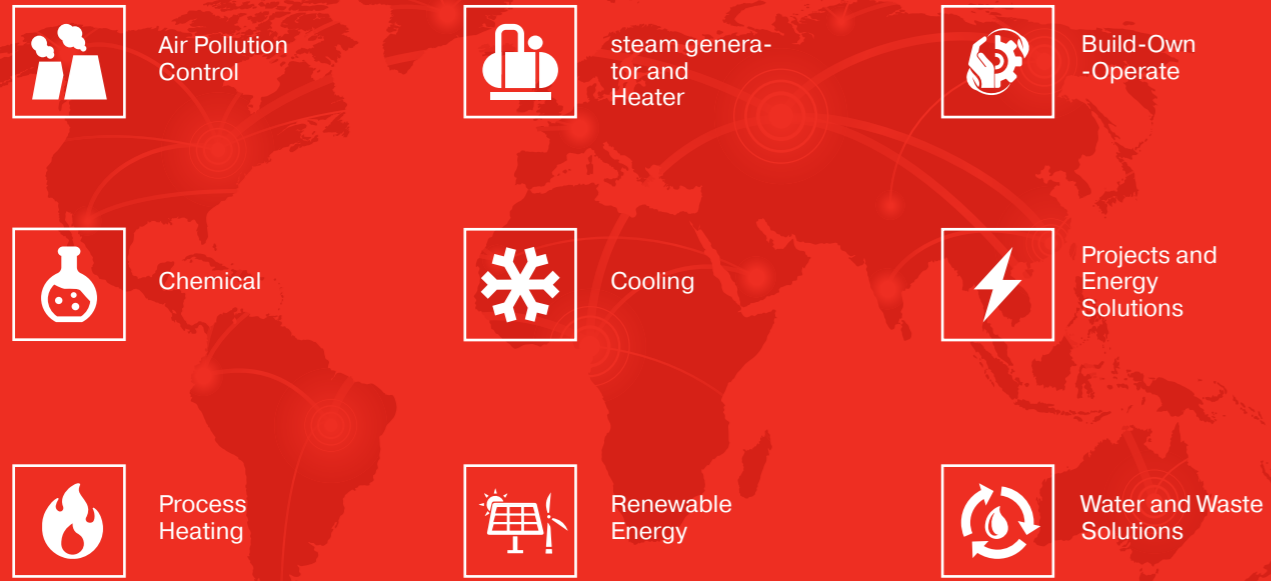 Air Pollution
Control
steam genera-
tor and
Heater
Build-Own
-Operate
Chemical
Cooling
Projects and
Energy
Solutions
Process
Heating
Renewable
Energy
Water and Waste
Solutions